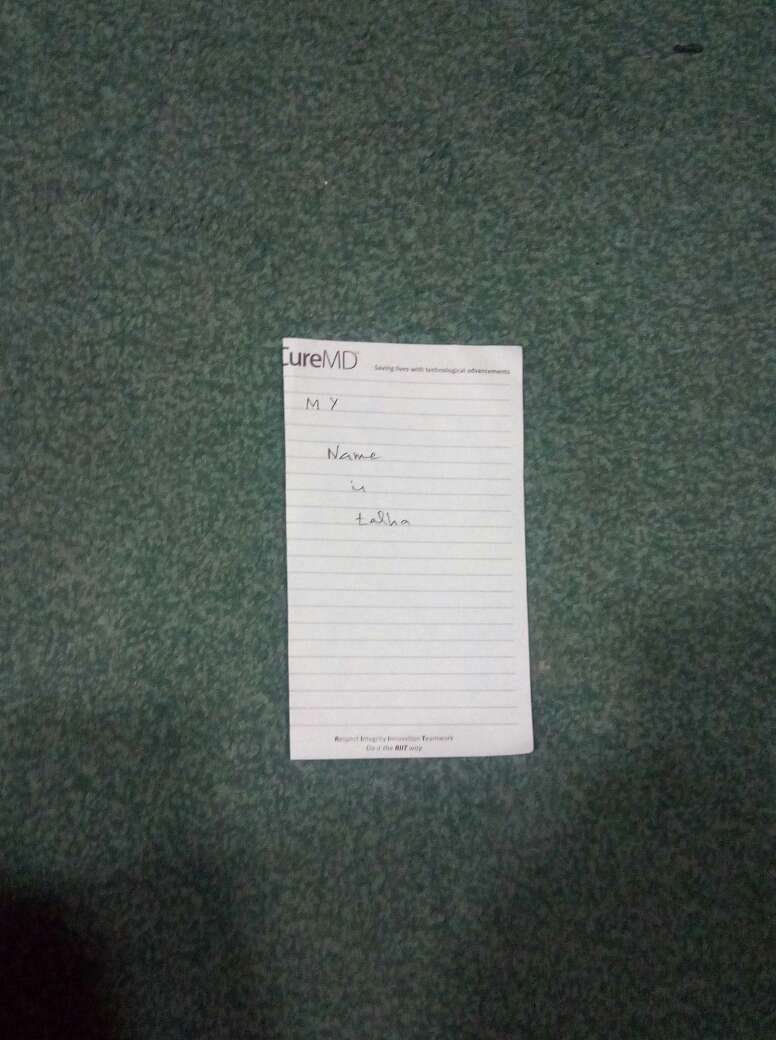 CureMD
Saving lives with technological advancements
MY
Name
is
talha
Respect Integrity Innovation Teamwork
Do it the RIIT way